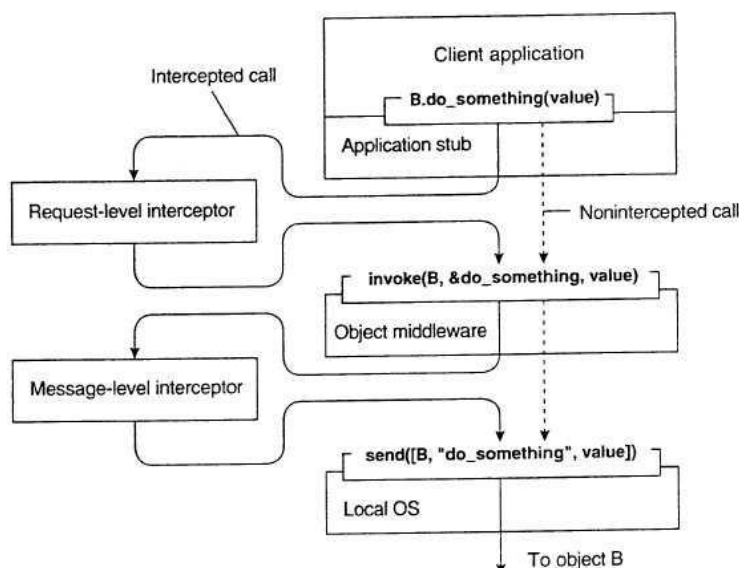 Client application
Intercepted call
B.do_something(value)
Application stub
Request-level interceptor
Nonintercepted call
invoke(B, &do_something, value)
Object middleware
Message-level interceptor
send([B, "do_something", value])
Local OS
To object B